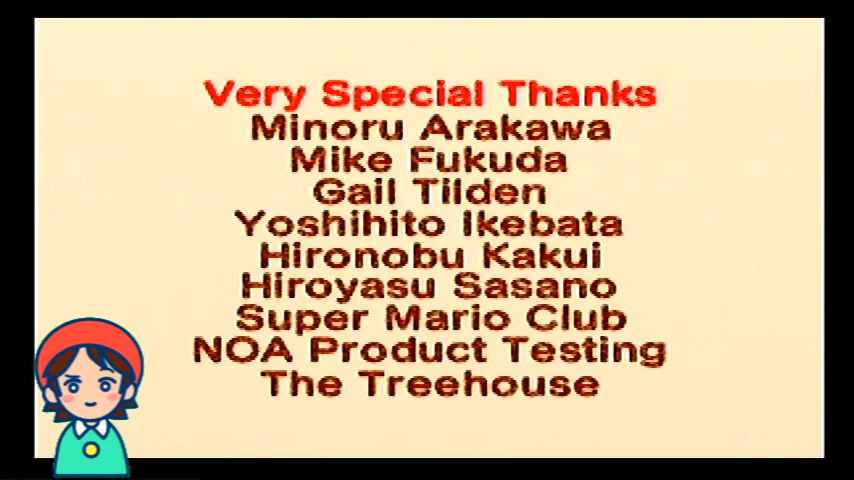 Very Special Thanks
Minoru Arakawa
Mike Fukuda
Gail Tilden
Yoshihito Ikebata
Hironobu Kakui
Hiroyasu Sasano
Super Mario Club
NOA Product Testing
The Treehouse